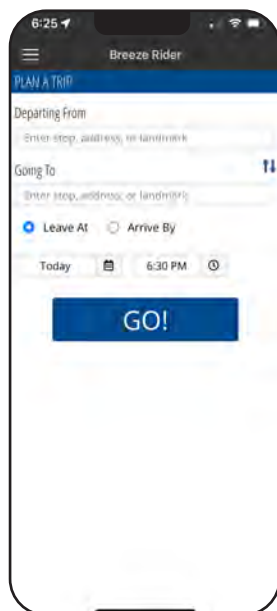 6:25
Breeze Rider
PLAN A TRIP
Departing From
Enter stop, address, or landmark
Going To
Enter stop, address, or landmark
Leave At Arrive By
Today 6:30 PM
GO!